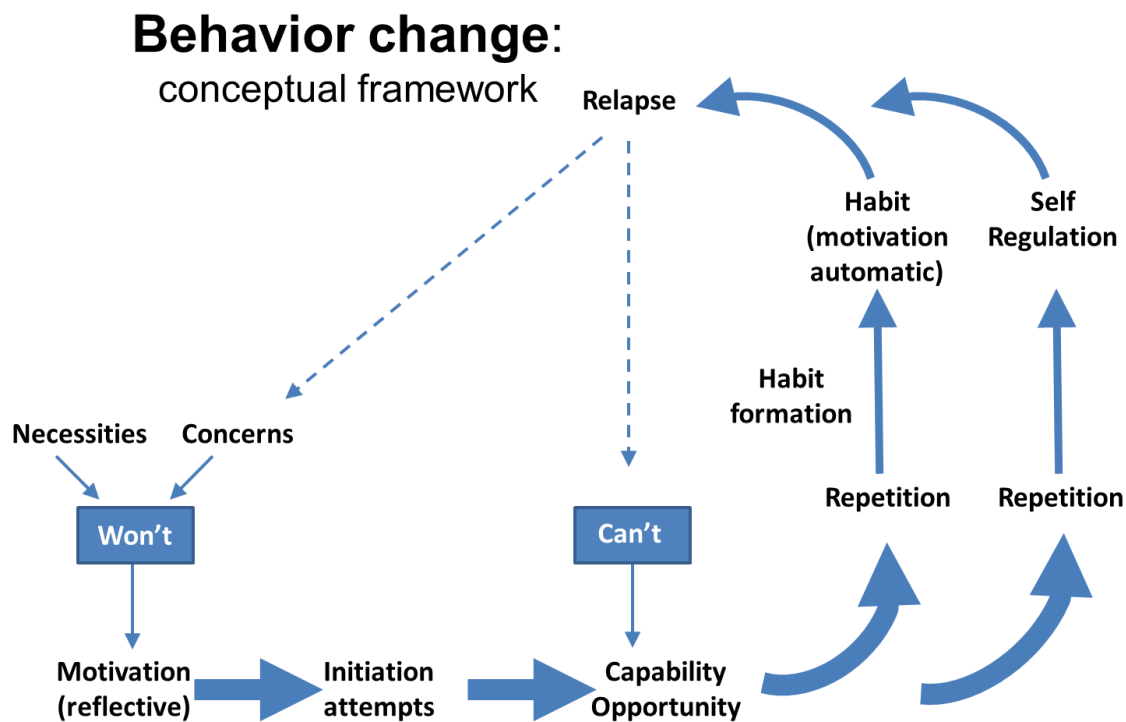 Behavior change:
conceptual framework
Relapse
Habit
(motivation
automatic)
Self
Regulation
Habit
formation
Necessities
Concerns
Repetition
Repetition
Won't
Can't
Motivation
(reflective)
Initiation
attempts
Capability
Opportunity